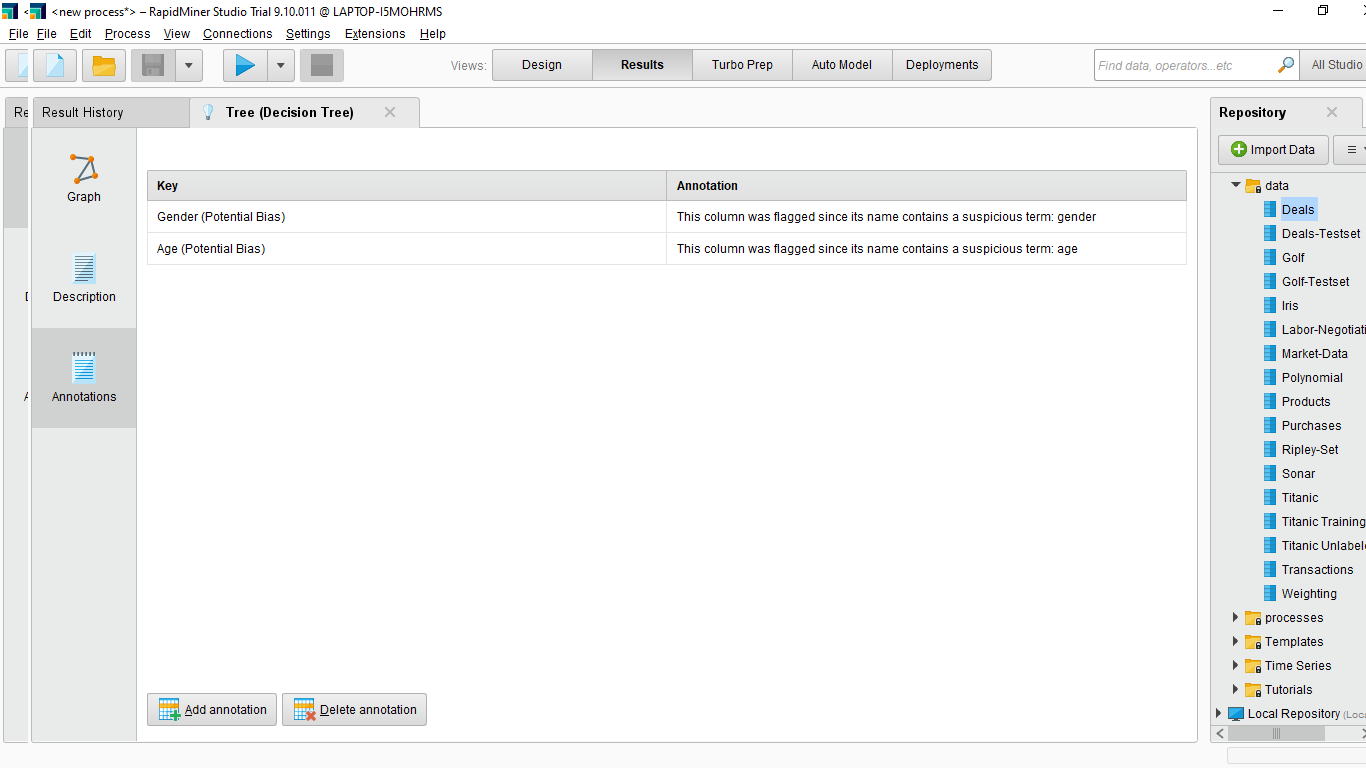 <new process*> – RapidMiner Studio Trial 9.10.011 @ LAPTOP-I5MOHRMS
File File Edit Process View Connections Settings Extensions Help
Views: Design Results Turbo Prep Auto Model Deployments Find data, operators...etc All Studio
Re Result History Tree (Decision Tree) Repository
Import Data
Graph
Description
Annotations
Key Annotation
Gender (Potential Bias) This column was flagged since its name contains a suspicious term: gender
Age (Potential Bias) This column was flagged since its name contains a suspicious term: age
Add annotation Delete annotation
data
Deals
Deals-Testset
Golf
Golf-Testset
Iris
Labor-Negotiati
Market-Data
Polynomial
Products
Purchases
Ripley-Set
Sonar
Titanic
Titanic Training
Titanic Unlabel
Transactions
Weighting
processes
Templates
Time Series
Tutorials
Local Repository (Loca